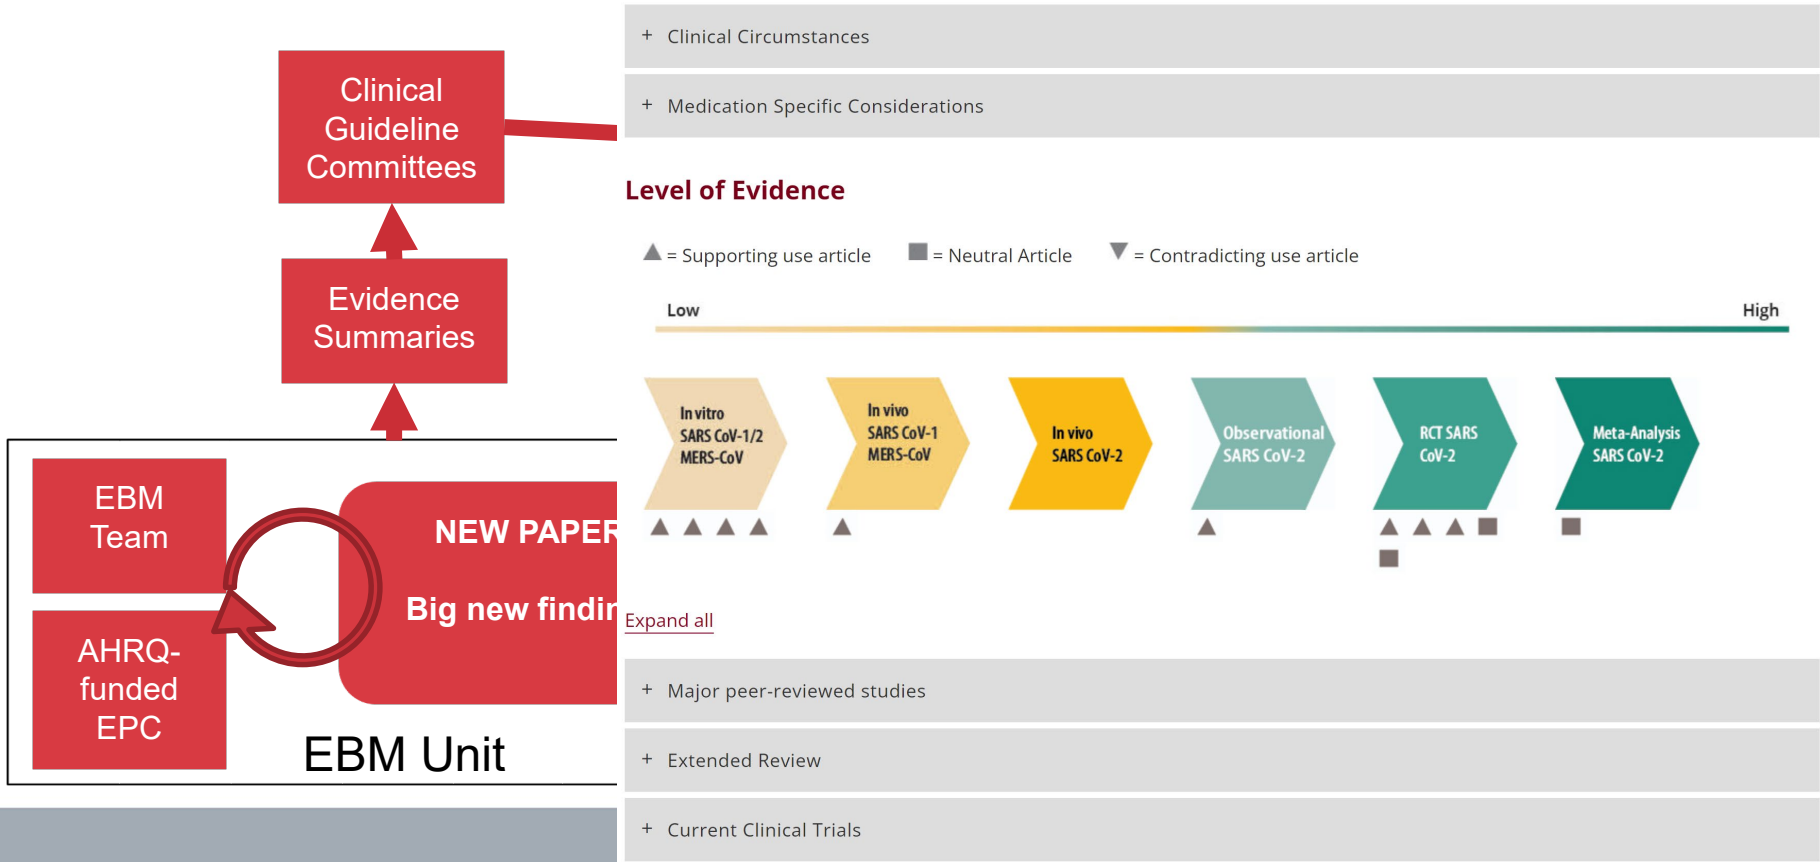 Clinical
Guideline
Committees
Evidence
Summaries
EBM
Team
AHRQ-
funded
EPC
NEW PAPER
Big new findin
EBM Unit
+ Clinical Circumstances
+ Medication Specific Considerations
Level of Evidence
= Supporting use article
= Neutral Article
= Contradicting use article
Low
High
In vitro
SARS CoV-1/2
MERS-CoV
In vivo
SARS CoV-1
MERS-CoV
In vivo
SARS CoV-2
Observational
SARS CoV-2
RCT SARS
CoV-2
Meta-Analysis
SARS CoV-2
Expand all
+ Major peer-reviewed studies
+ Extended Review
+ Current Clinical Trials